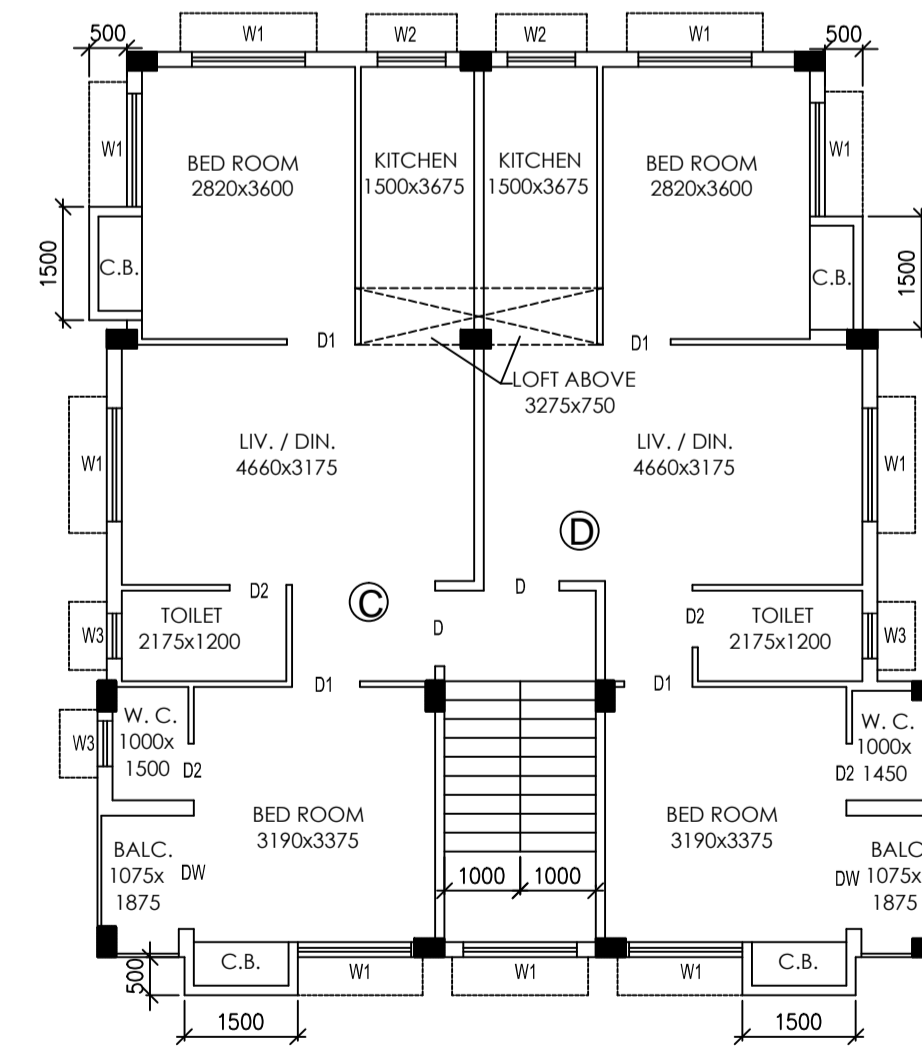 W1
W2
W2
W1
500
500
W1
W1
BED ROOM
2820x3600
KITCHEN
1500x3675
KITCHEN
1500x3675
BED ROOM
2820x3600
1500
C.B.
C.B.
1500
D1
D1
LOFT ABOVE
3275x750
LIV. / DIN.
4660x3175
LIV. / DIN.
4660x3175
W1
W1
D
C
D2
D
D
D2
TOILET
2175x1200
TOILET
2175x1200
W3
W3
D1
D1
W. C.
1000x
1500
W. C.
1000x
1450
W3
D2
D2
BED ROOM
3190x3375
BED ROOM
3190x3375
BALC.
1075x
1875
DW
1000
1000
DW
BALC
1075x
1875
C.B.
C.B.
W1
W1
W1
500
1500
1500